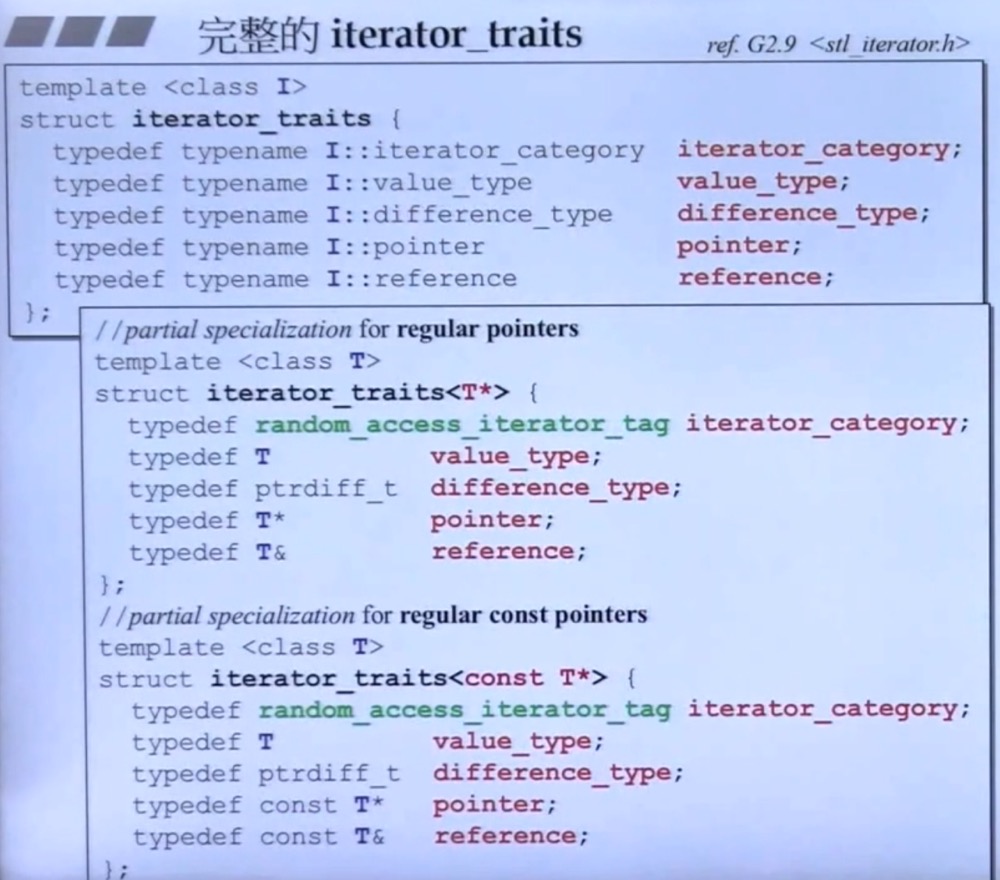 完整的 iterator_traits
ref. G2.9 <stl_iterator.h>
template <class I>
struct iterator_traits {
typedef typename I::iterator_category iterator_category;
typedef typename I::value_type value_type;
typedef typename I::difference_type difference_type;
typedef typename I::pointer pointer;
typedef typename I::reference reference;
};
//partial specialization for regular pointers
template <class T>
struct iterator_traits<T*> {
typedef random_access_iterator_tag iterator_category;
typedef T value_type;
typedef ptrdiff_t difference_type;
typedef T* pointer;
typedef T& reference;
};
//partial specialization for regular const pointers
template <class T>
struct iterator_traits<const T*> {
typedef random_access_iterator_tag iterator_category;
typedef T value_type;
typedef ptrdiff_t difference_type;
typedef const T* pointer;
typedef const T& reference;
};